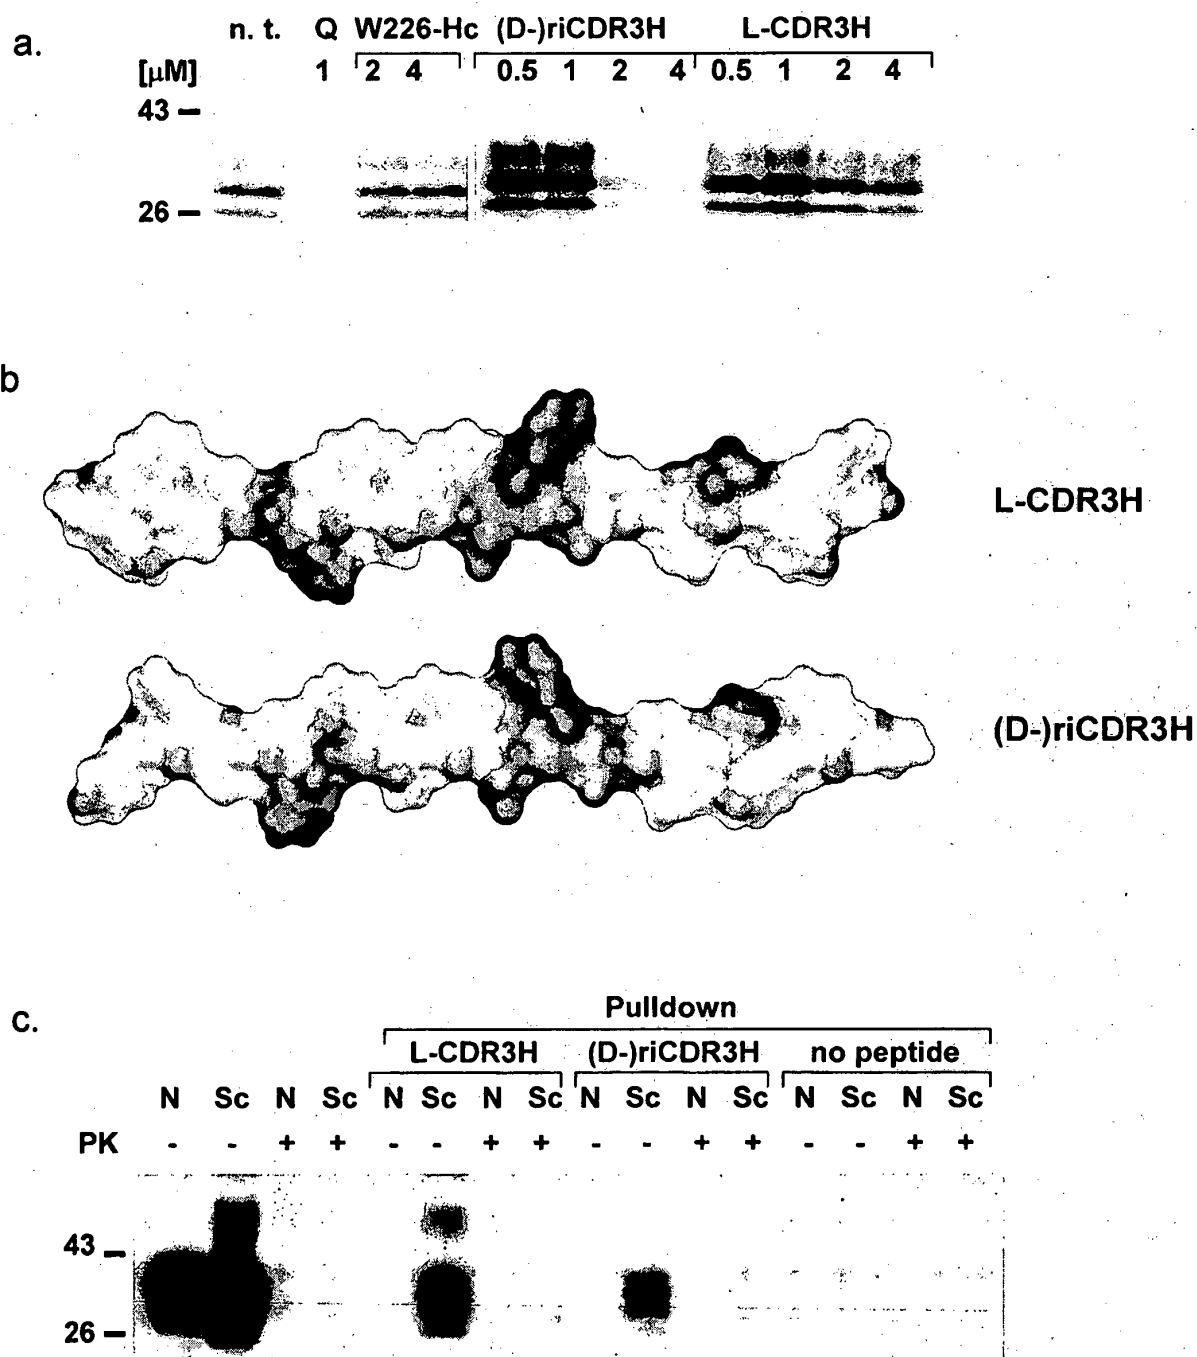 a.
n. t. Q W226-Hc (D-)riCDR3H L-CDR3H
[µM] 1 2 4 0.5 1 2 4 0.5 1 2 4
43
26
b
L-CDR3H
(D-)riCDR3H
c.
Pulldown
L-CDR3H (D-)riCDR3H no peptide
N Sc N Sc N Sc N Sc N Sc N Sc N Sc N Sc
PK - - + + - - + + - - + + - - + +
43
26